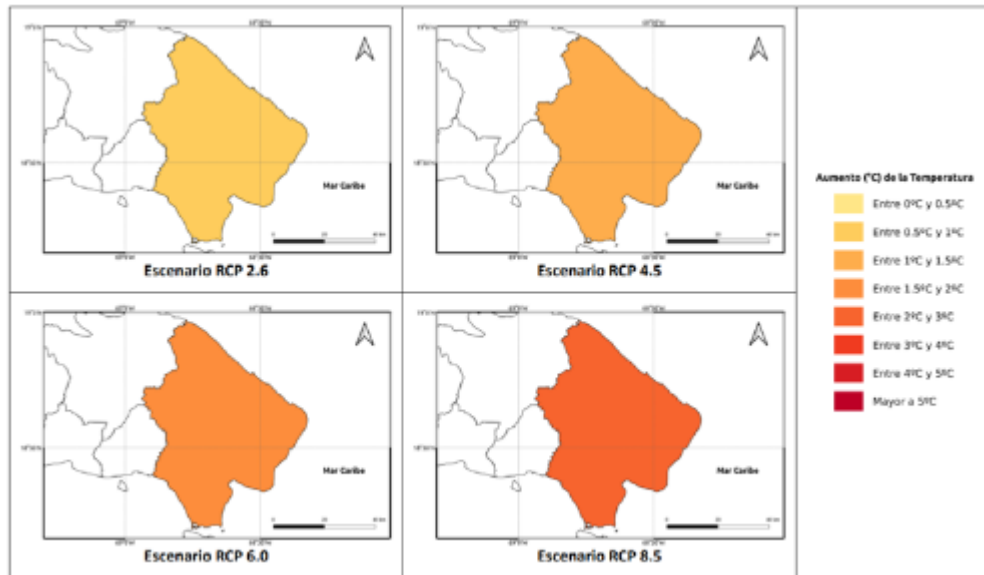 Mar Caribe
Escenario RCP 2.6
Mar Caribe
Escenario RCP 4.5
Mar Caribe
Escenario RCP 6.0
Mar Caribe
Escenario RCP 8.5
Aumento (°C) de la Temperatura
Entre 0ºC y 0.5ºC
Entre 0.5ºC y 1ºC
Entre 1ºC y 1.5ºC
Entre 1.5ºC y 2ºC
Entre 2ºC y 3ºC
Entre 3ºC y 4ºC
Entre 4ºC y 5ºC
Mayor a 5ºC